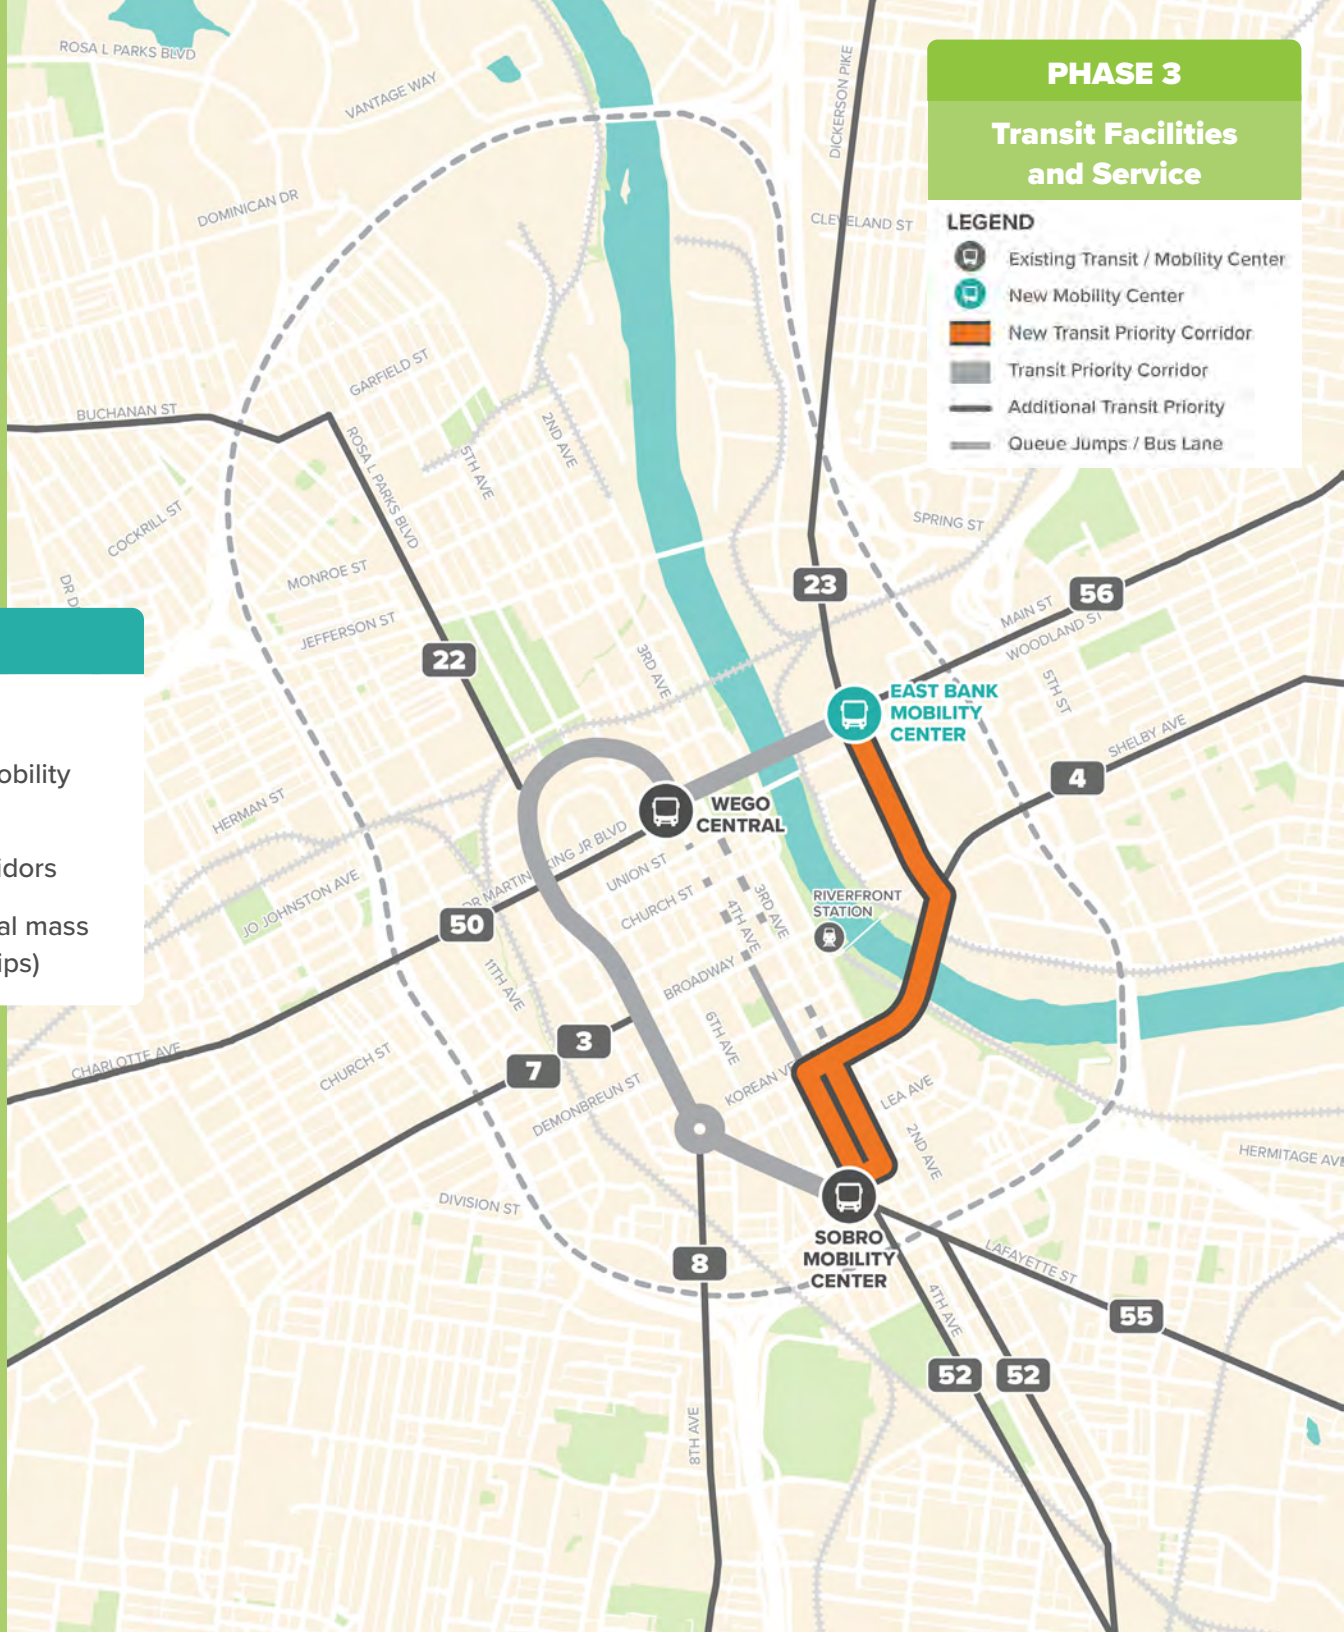 ROSA L PARKS BLVD
VANTAGE WAY
DICKERSON PIKE
PHASE 3
Transit Facilities
and Service
LEGEND
Existing Transit / Mobility Center
New Mobility Center
New Transit Priority Corridor
Transit Priority Corridor
Additional Transit Priority
Queue Jumps / Bus Lane
DOMINICAN DR
CLEVELAND ST
GARFIELD ST
BUCHANAN ST
2ND AVE
5TH AVE
ROSA L PARKS BLVD
COCKRILL ST
SPRING ST
MONROE ST
DR D
23
56
MAIN ST
WOODLAND ST
JEFFERSON ST
22
3RD AVE
5TH ST
EAST BANK
MOBILITY
CENTER
SHELBY AVE
4
obility
WEGO
CENTRAL
HERMAN ST
DR MARTIN
KING JR BLVD
UNION ST
idors
JO JOHNSTON AVE
CHURCH ST
3RD AVE
4TH AVE
RIVERFRONT
STATION
50
al mass
ips)
11TH AVE
BROADWAY
6TH AVE
3
7
CHARLOTTE AVE
CHURCH ST
DEMONBREUN ST
KOREAN VE
LEA AVE
2ND AVE
HERMITAGE AVE
DIVISION ST
SOBRO
MOBILITY
CENTER
8
LAFAYETTE ST
4TH AVE
55
52
52
8TH AVE